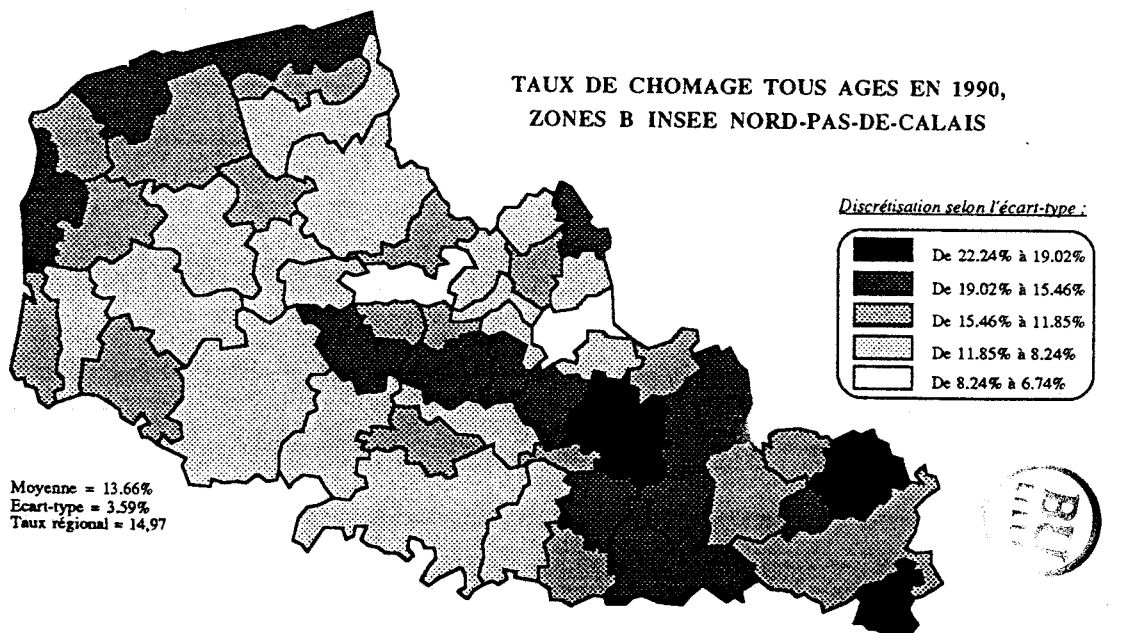 TAUX DE CHOMAGE TOUS AGES EN 1990,
ZONES B INSEE NORD-PAS-DE-CALAIS
Discrétisation selon l'écart-type :
De 22.24% à 19.02%
De 19.02% à 15.46%
De 15.46% à 11.85%
De 11.85% à 8.24%
De 8.24% à 6.74%
Moyenne = 13.66%
Ecart-type = 3.59%
Taux régional = 14,97
BU
LILLE